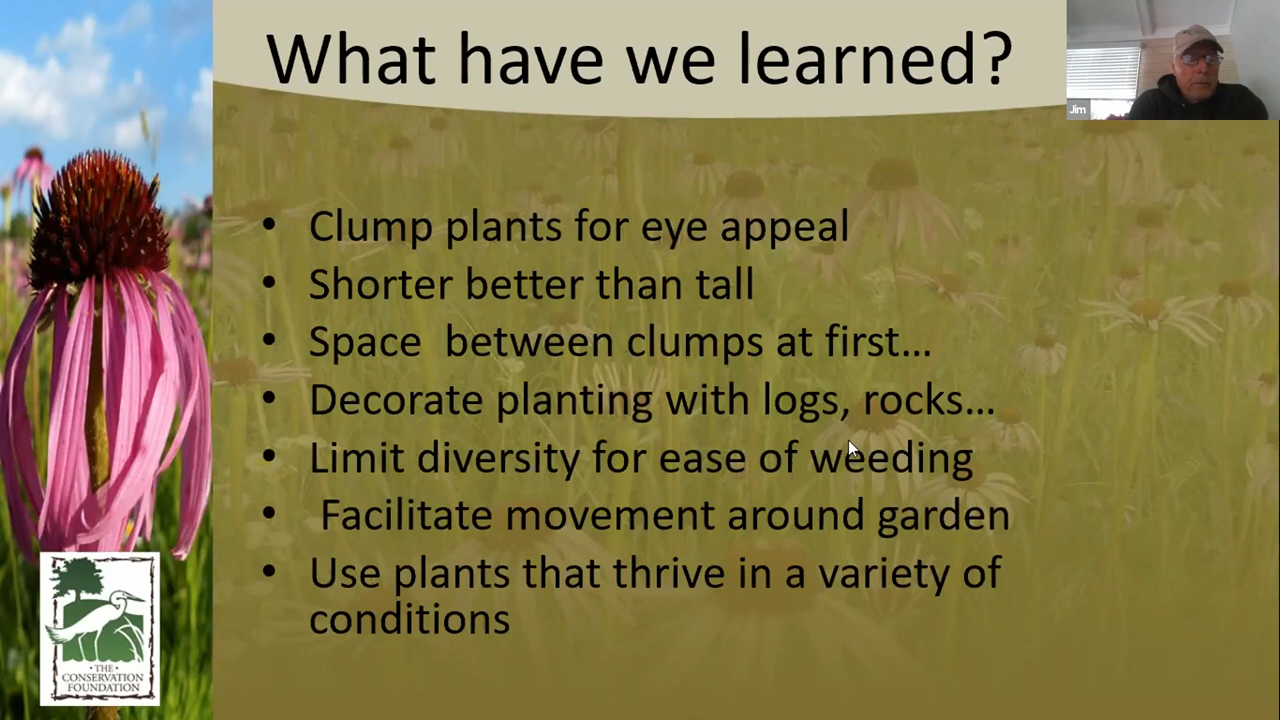 What have we learned?
Jim
• Clump plants for eye appeal
• Shorter better than tall
• Space  between clumps at first...
• Decorate planting with logs, rocks...
• Limit diversity for ease of weeding
•  Facilitate movement around garden
• Use plants that thrive in a variety of
conditions
• THE •
CONSERVATION
FOUNDATION